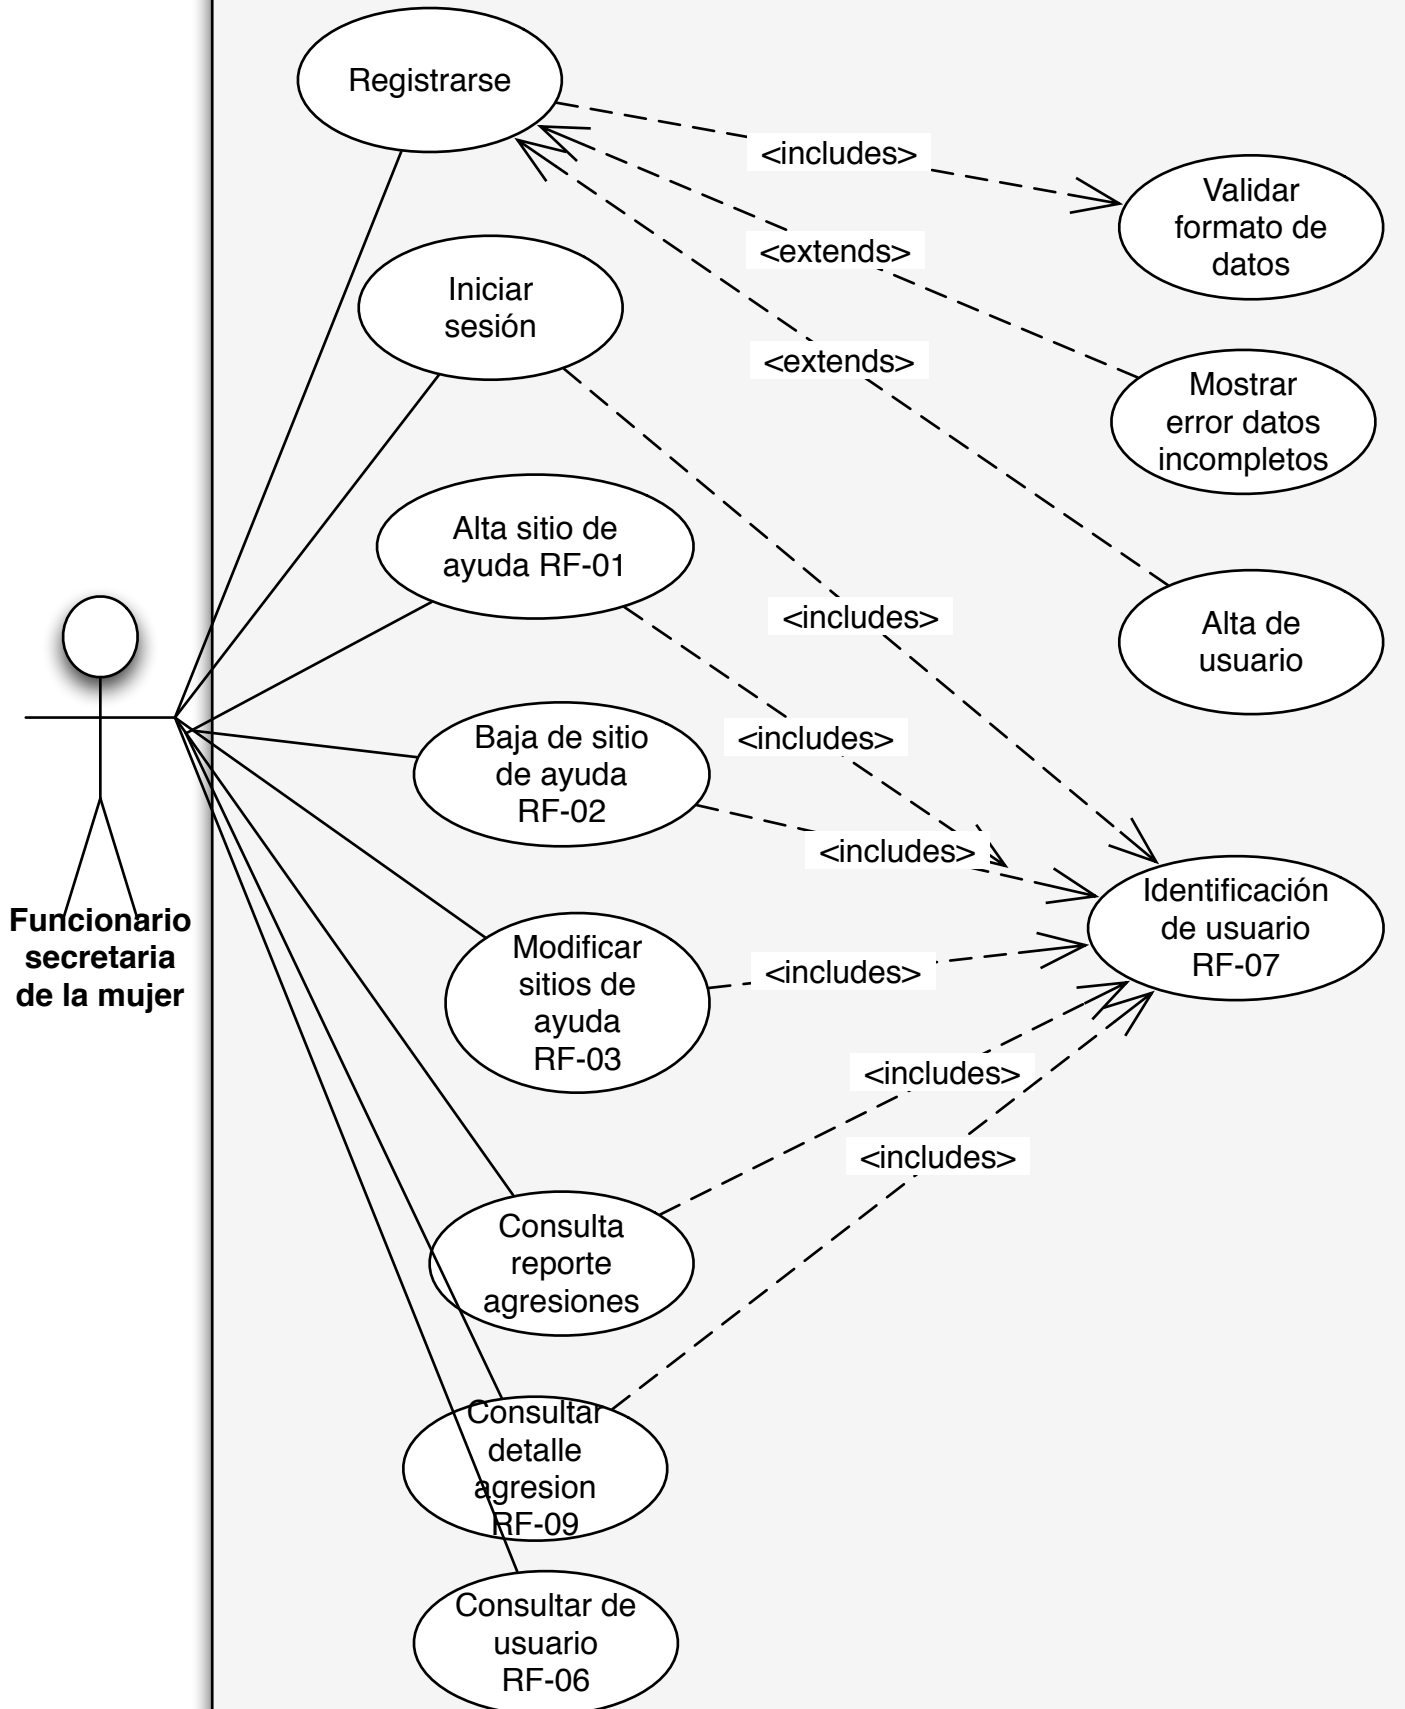 Registrarse
<includes>
Validar
formato de
datos
<extends>
Iniciar
sesión
<extends>
Mostrar
error datos
incompletos
Alta sitio de
ayuda RF-01
<includes>
Alta de
usuario
<includes>
Baja de sitio
de ayuda
RF-02
<includes>
Identificación
de usuario
RF-07
Funcionario
secretaria
de la mujer
Modificar
sitios de
ayuda
RF-03
<includes>
<includes>
<includes>
Consulta
reporte
agresiones
Consultar
detalle
agresion
RF-09
Consultar de
usuario
RF-06